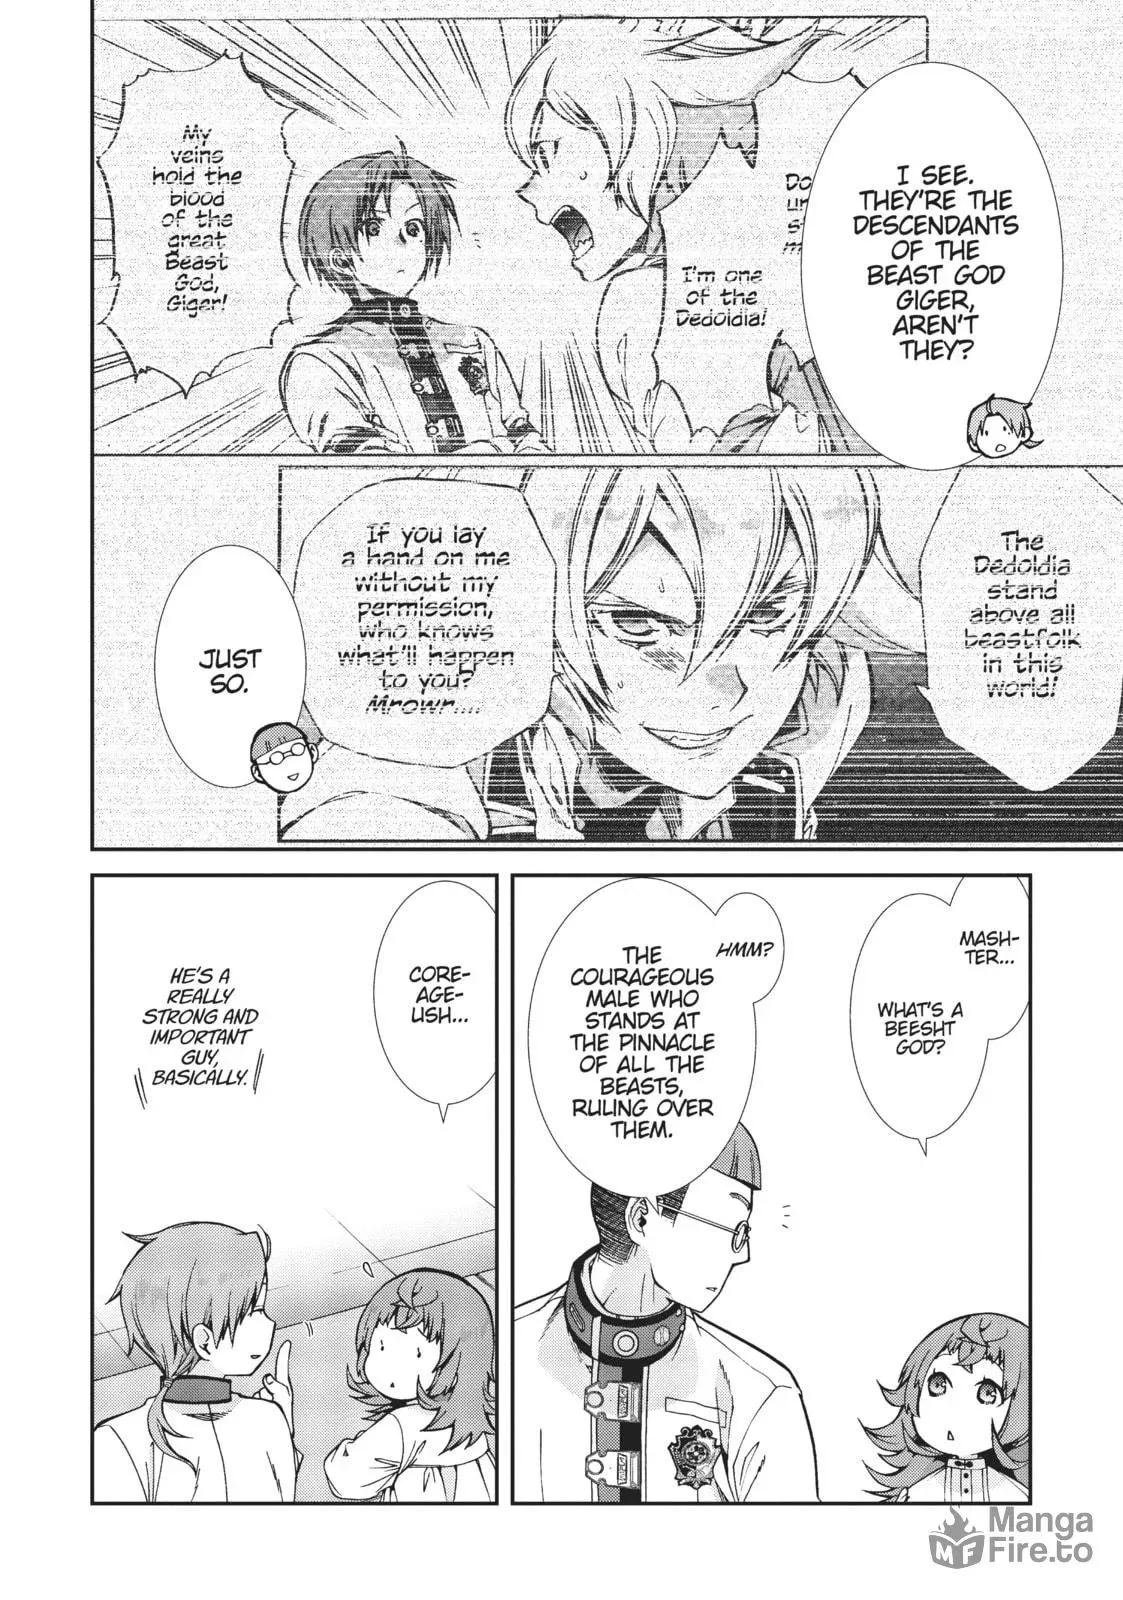 I SEE.
THEY'RE THE
DESCENDANTS
OF THE
BEAST GOD
GIGER,
AREN'T
THEY?
I'm one
of the
Dedoldia!
My
veins
hold the
blood
of the
great
Beast
God,
Giger!
The
Dedoldia
stand
above all
beastfolk
in this
world!
If you lay
a hand on me
without my
permission,
who knows
what'll happen
to you?
Mrowr....
JUST
SO.
MASH-
TER...
WHAT'S A
BEESHT
GOD?
HMM?
THE
COURAGEOUS
MALE WHO
STANDS AT
THE PINNACLE
OF ALL THE
BEASTS,
RULING OVER
THEM.
CORE-
AGE-
USH...
HE'S A
REALLY
STRONG AND
IMPORTANT
GUY,
BASICALLY.
Manga
Fire.to
MF